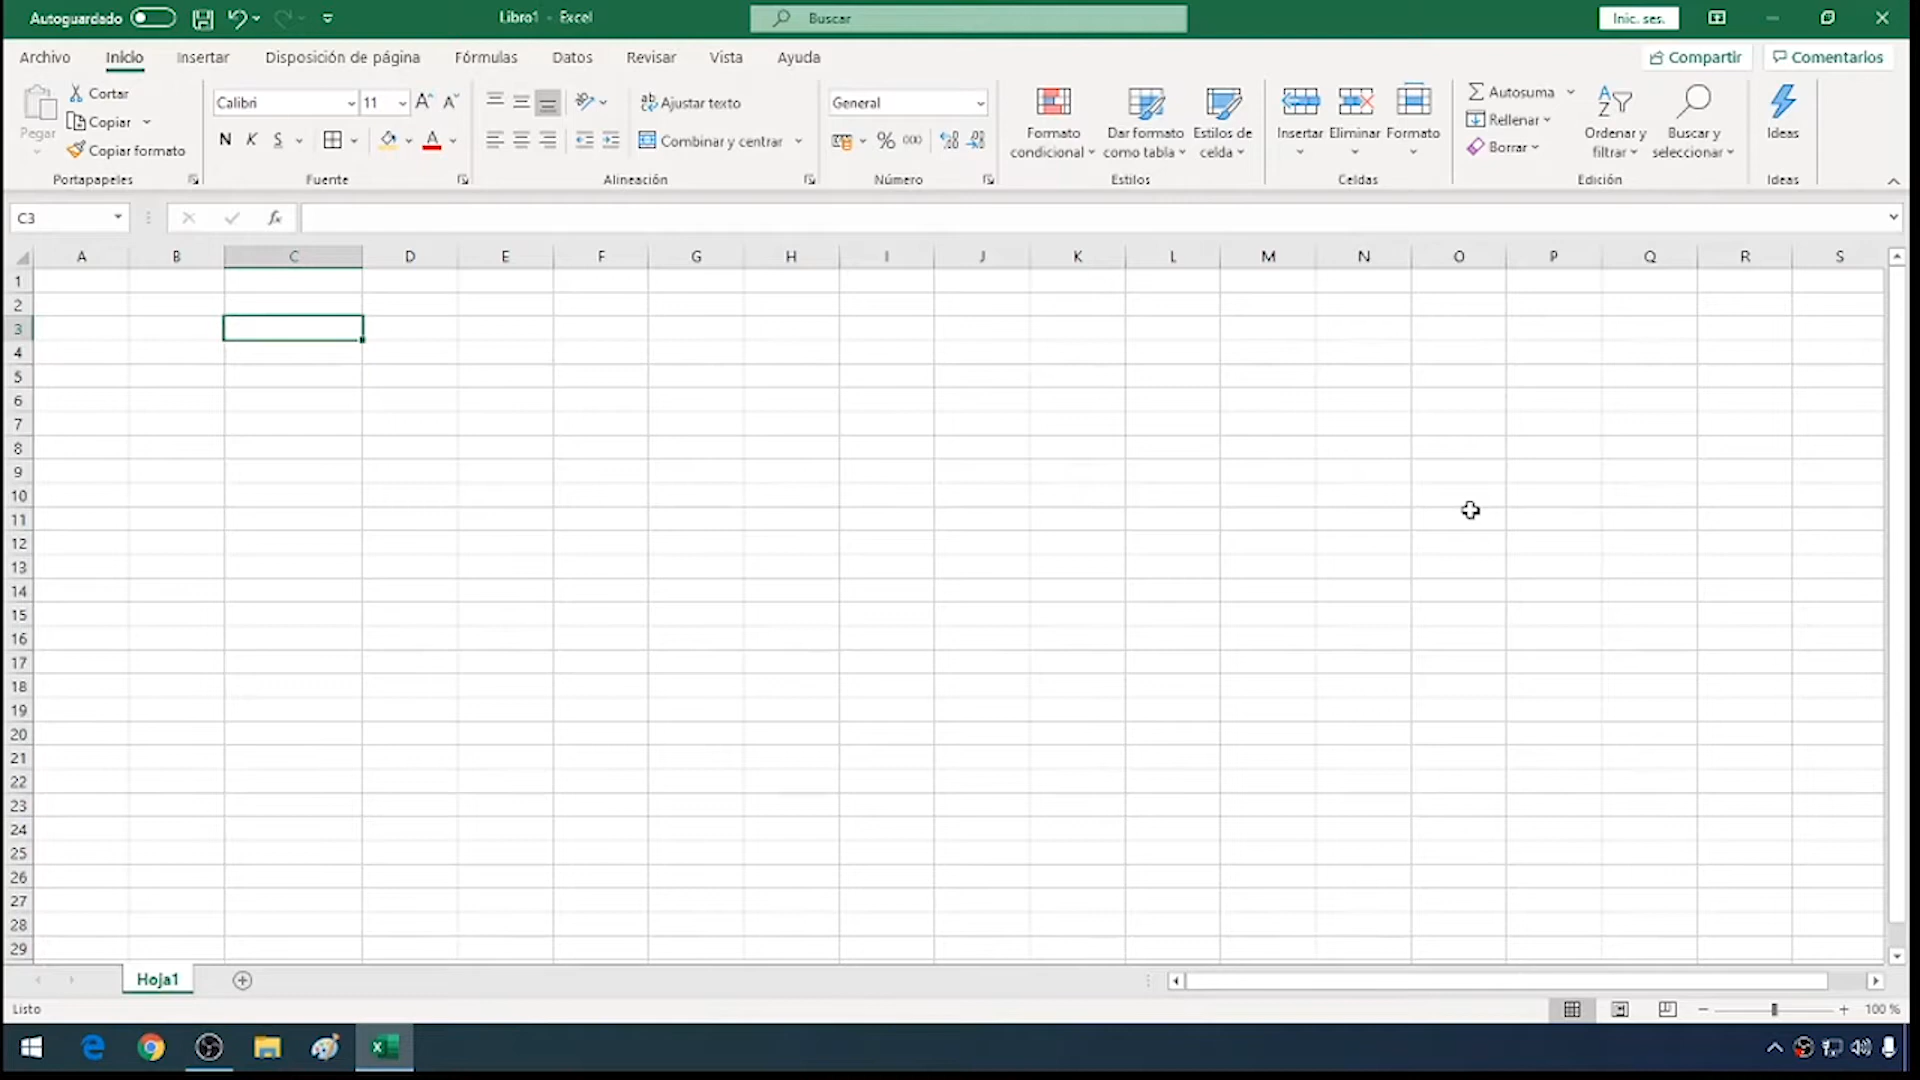 Autoguardado
Libro1 - Excel
Buscar
Inic. ses.
Archivo Inicio Insertar Disposición de página Fórmulas Datos Revisar Vista Ayuda
Compartir Comentarios
Pegar
Cortar
Copiar
Copiar formato
Portapapeles
Calibri 11
N K S
Fuente
Ajustar texto
Combinar y centrar
Alineación
General
% 000
Número
Formato condicional
Dar formato como tabla
Estilos de celda
Estilos
Insertar Eliminar Formato
Celdas
Autosuma
Rellenar
Borrar
Ordenar y filtrar
Buscar y seleccionar
Edición
Ideas
Ideas
C3
fx
A B C D E F G H I J K L M N O P Q R S
1
2
3
4
5
6
7
8
9
10
11
12
13
14
15
16
17
18
19
20
21
22
23
24
25
26
27
28
29
Hoja1
Listo
100 %